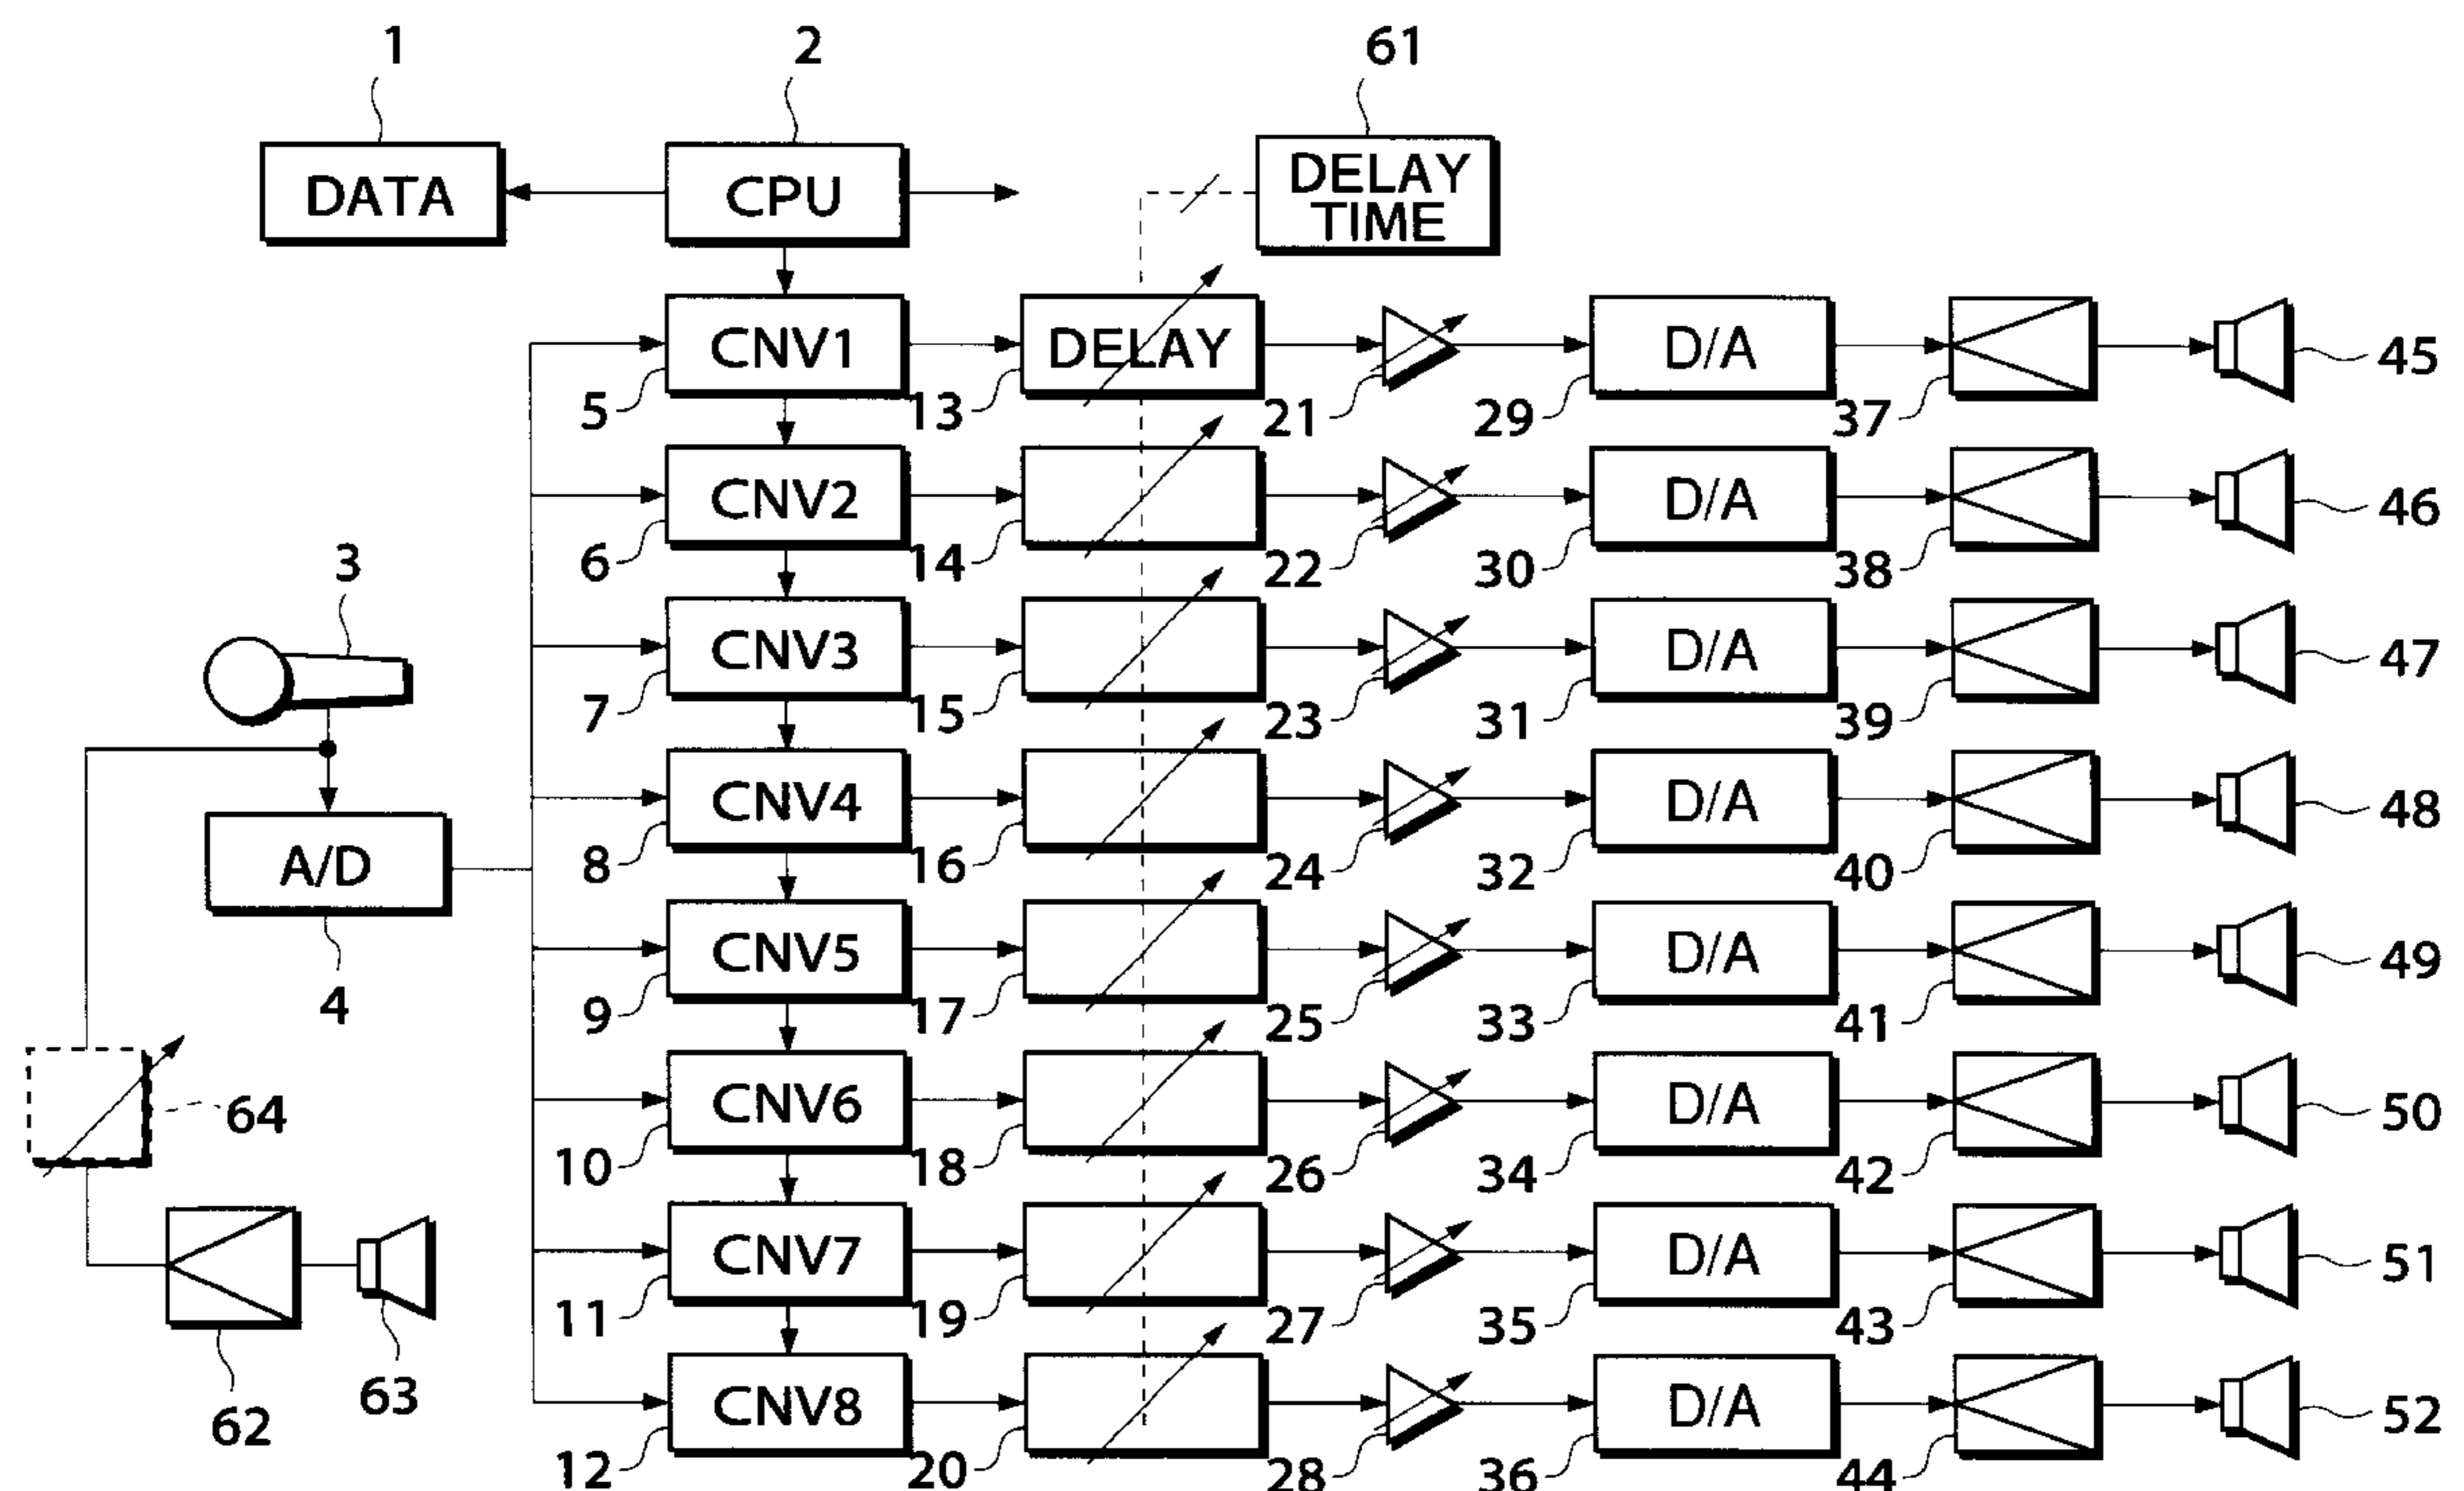 1 2 61
DATA CPU DELAY
TIME
CNV1 DELAY D/A 45
5 13 21 29 37
CNV2 D/A 46
6 14 22 30 38
3
CNV3 D/A 47
7 15 23 31 39
CNV4 D/A 48
A/D 8 16 24 32 40
CNV5 D/A 49
4 9 17 25 33 41
64 CNV6 D/A 50
10 18 26 34 42
CNV7 D/A 51
11 19 27 35 43
62 63 CNV8 D/A 52
12 20 28 36 44